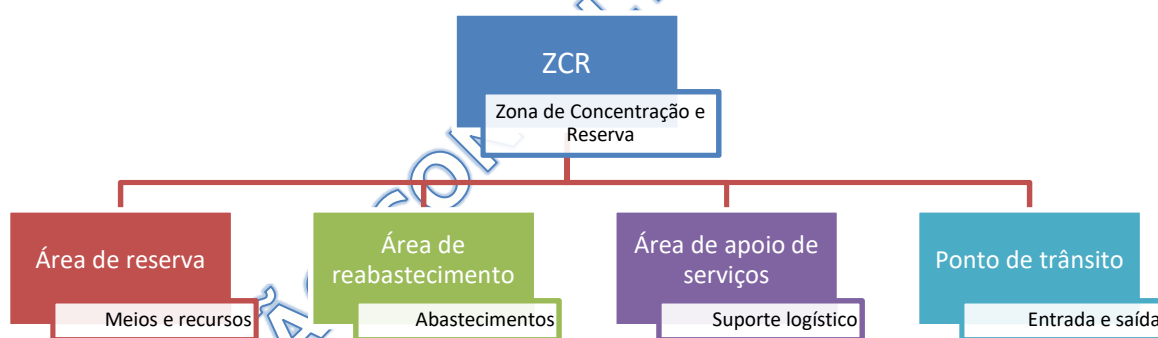 ZCR
Zona de Concentração e
Reserva
Área de reserva
Meios e recursos
Área de
reabastecimento
Abastecimentos
Área de apoio de
serviços
Suporte logístico
Ponto de trânsito
Entrada e saída